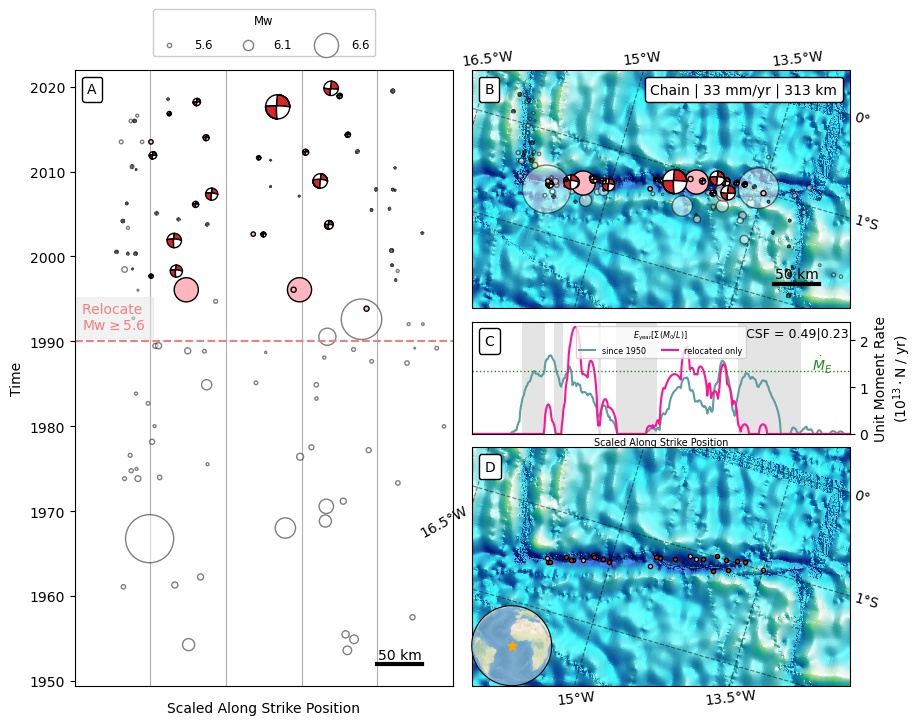 Mw
5.6 6.1 6.6
A
2020
2010
2000
1990
1980
1970
1960
1950
Time
Relocate
Mw ≥ 5.6
50 km
Scaled Along Strike Position
16.5°W 15°W 13.5°W
B
Chain | 33 mm/yr | 313 km
0°
1°S
50 km
C
E_year[Σ(M₀/L)]
since 1950 relocated only
CSF = 0.49|0.23
Ṁ_E
2
1
0
Unit Moment Rate
(10¹³ · N / yr)
Scaled Along Strike Position
D
16.5°W
0°
1°S
15°W 13.5°W